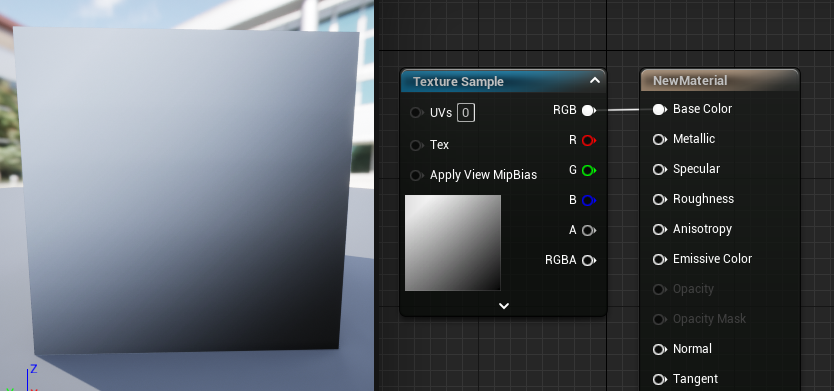 Texture Sample
UVs 0
Tex
Apply View MipBias
RGB
R
G
B
A
RGBA
NewMaterial
Base Color
Metallic
Specular
Roughness
Anisotropy
Emissive Color
Opacity
Opacity Mask
Normal
Tangent
Z